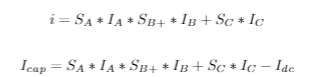 i = S_A * I_A * S_{B+} * I_B + S_C * I_C
I_{cap} = S_A * I_A * S_{B+} * I_B + S_C * I_C - I_{dc}